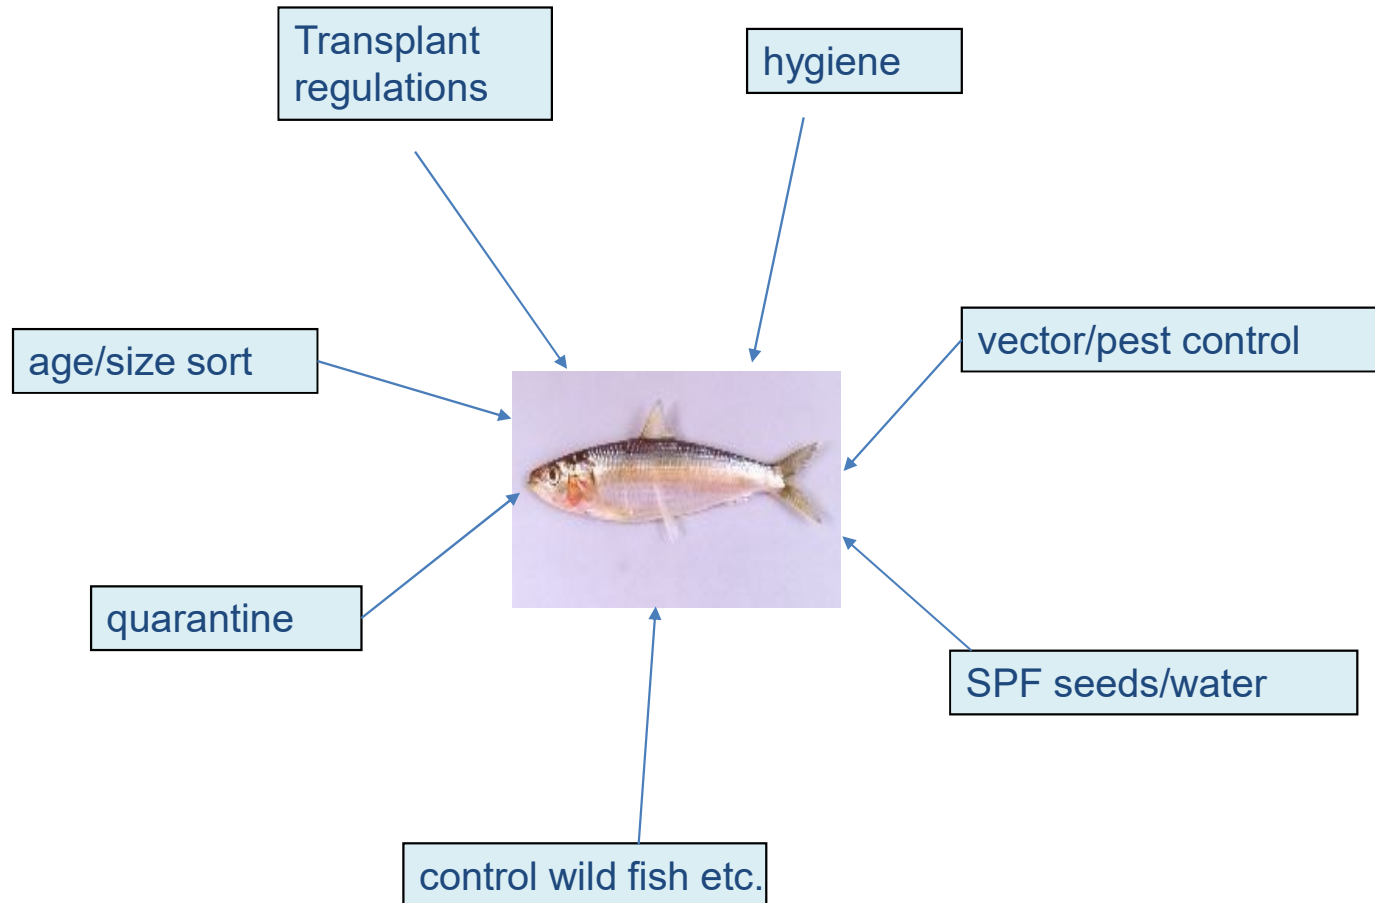 Transplant
regulations
hygiene
age/size sort
vector/pest control
quarantine
SPF seeds/water
control wild fish etc.